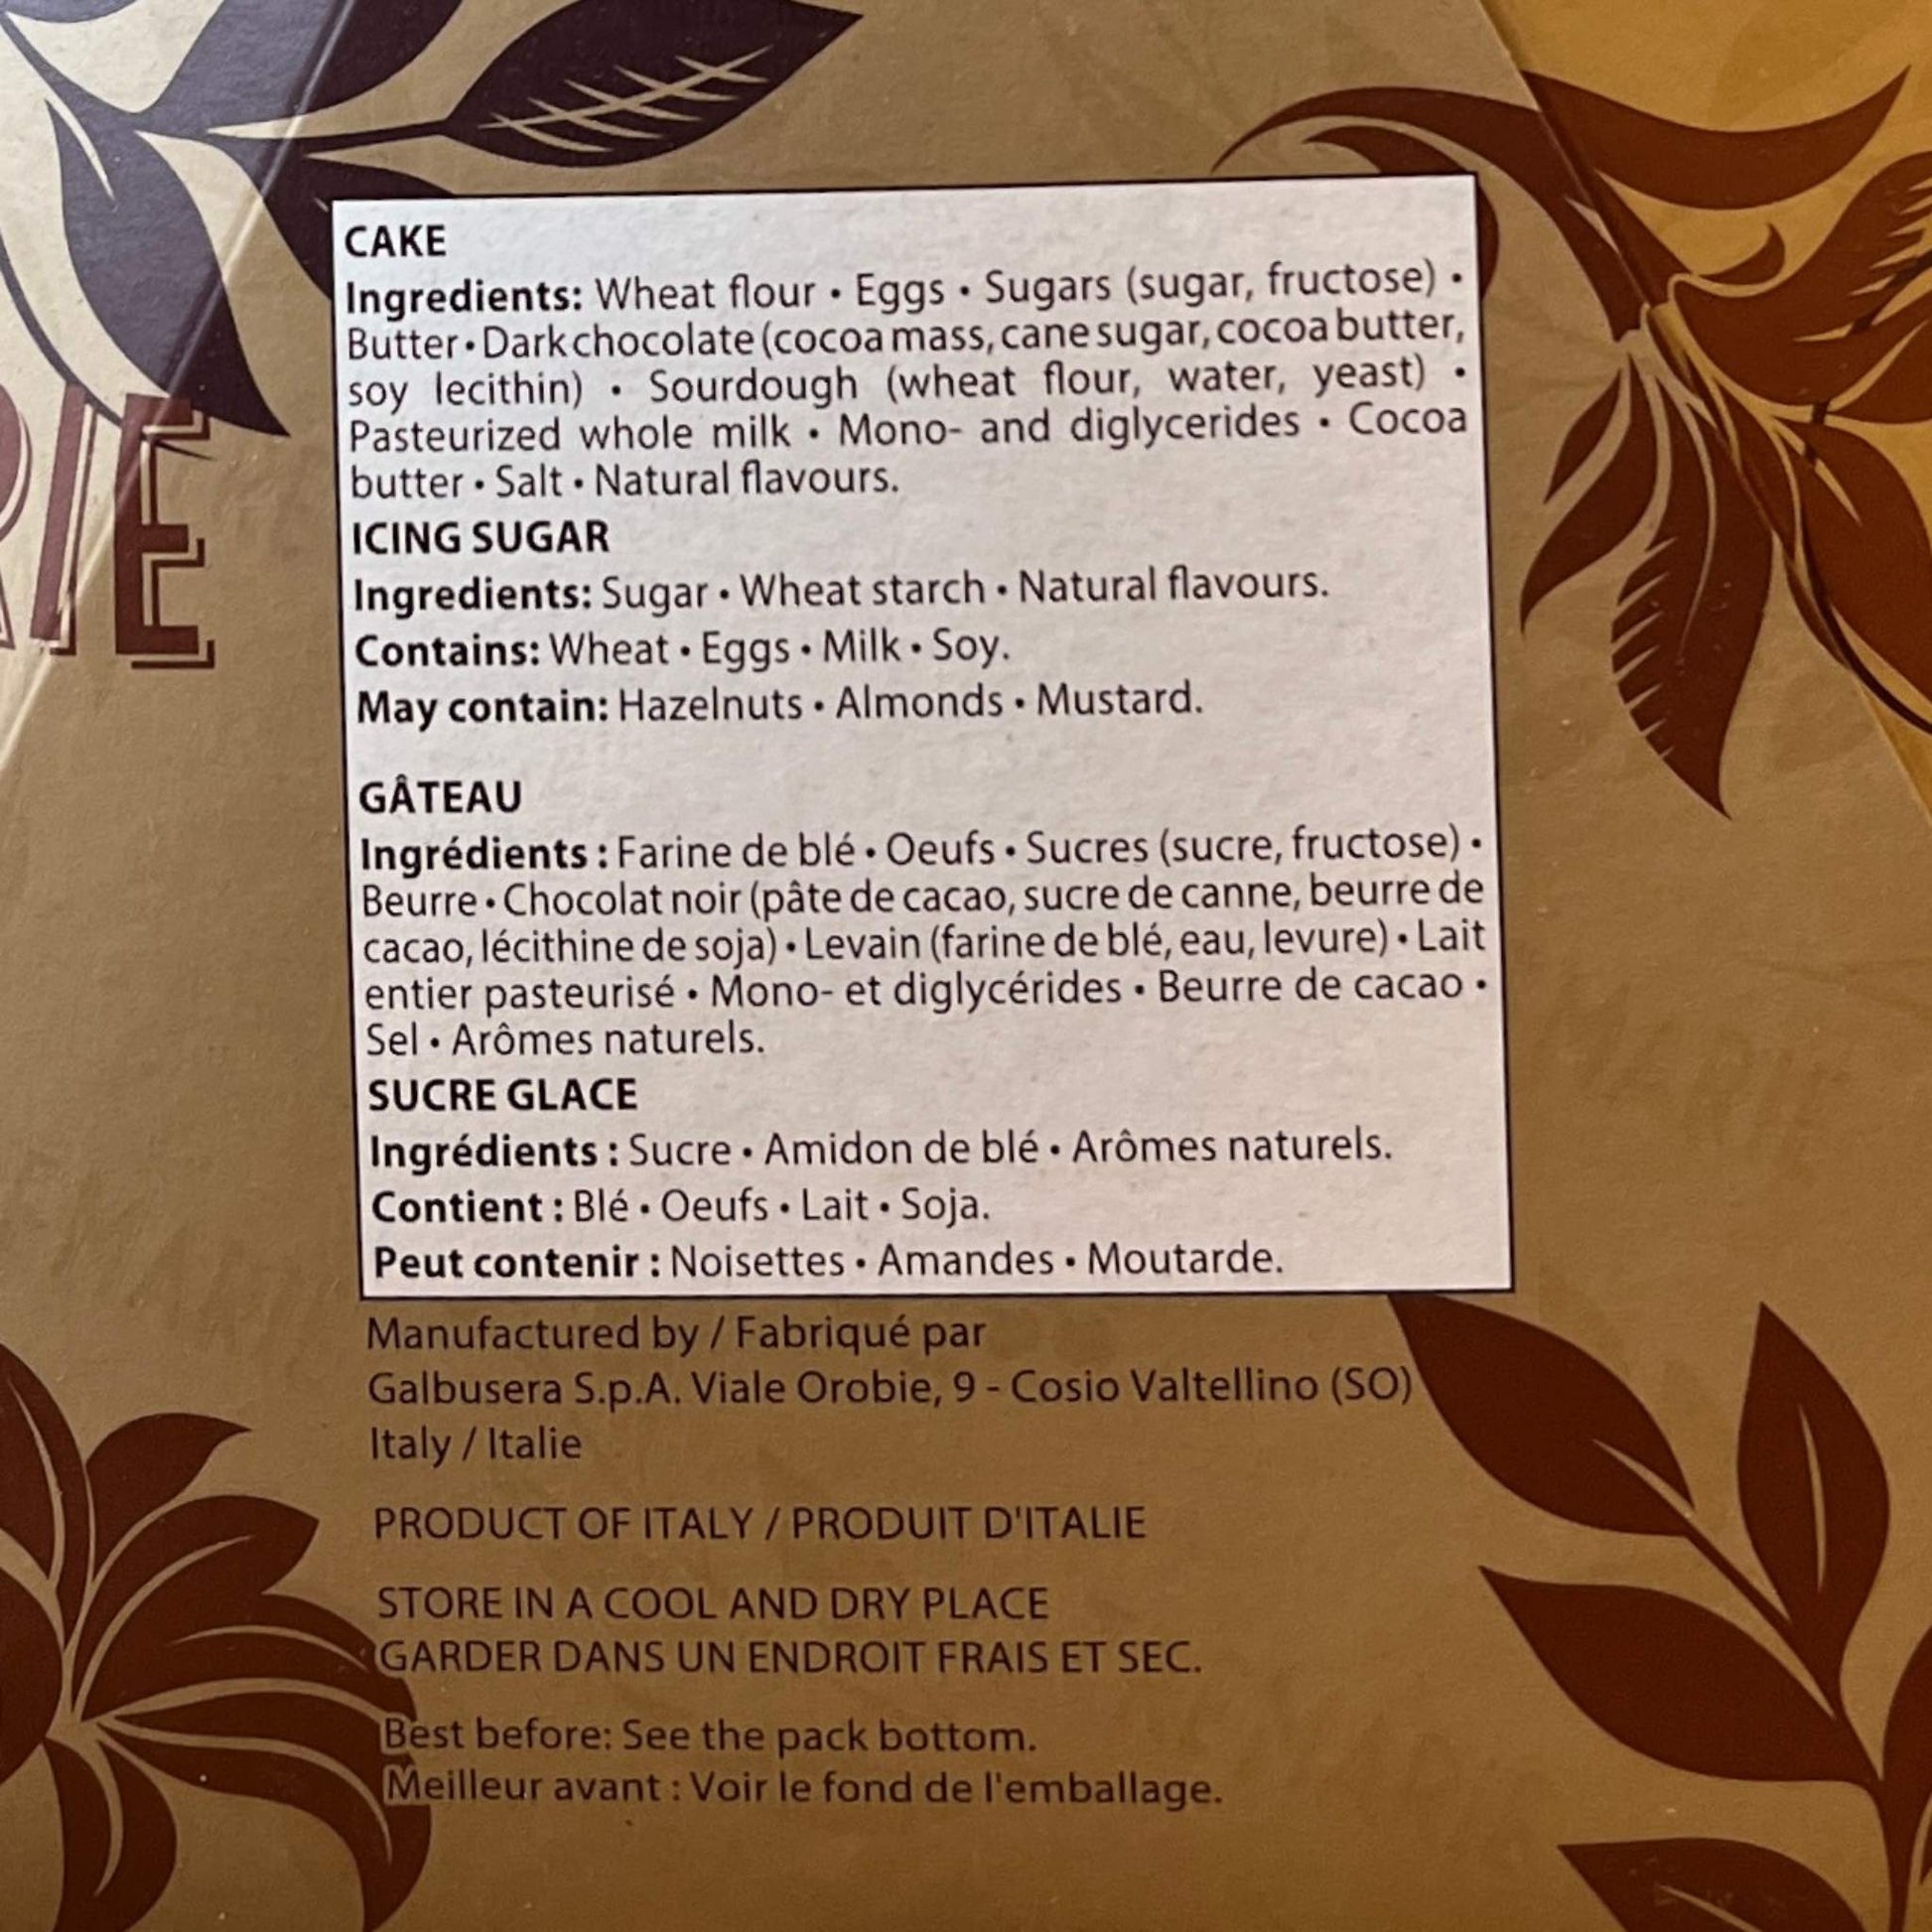 CAKE
Ingredients: Wheat flour • Eggs • Sugars (sugar, fructose) •
Butter • Dark chocolate (cocoa mass, cane sugar, cocoa butter,
soy lecithin) • Sourdough (wheat flour, water, yeast) •
Pasteurized whole milk • Mono- and diglycerides • Cocoa
butter • Salt • Natural flavours.
ICING SUGAR
Ingredients: Sugar • Wheat starch • Natural flavours.
Contains: Wheat • Eggs • Milk • Soy.
May contain: Hazelnuts • Almonds • Mustard.
GÂTEAU
Ingrédients : Farine de blé • Oeufs • Sucres (sucre, fructose) •
Beurre • Chocolat noir (pâte de cacao, sucre de canne, beurre de
cacao, lécithine de soja) • Levain (farine de blé, eau, levure) • Lait
entier pasteurisé • Mono- et diglycérides • Beurre de cacao •
Sel • Arômes naturels.
SUCRE GLACE
Ingrédients : Sucre • Amidon de blé • Arômes naturels.
Contient : Blé • Oeufs • Lait • Soja.
Peut contenir : Noisettes • Amandes • Moutarde.
Manufactured by / Fabriqué par
Galbusera S.p.A. Viale Orobie, 9 - Cosio Valtellino (SO)
Italy / Italie
PRODUCT OF ITALY / PRODUIT D'ITALIE
STORE IN A COOL AND DRY PLACE
GARDER DANS UN ENDROIT FRAIS ET SEC.
Best before: See the pack bottom.
Meilleur avant : Voir le fond de l'emballage.